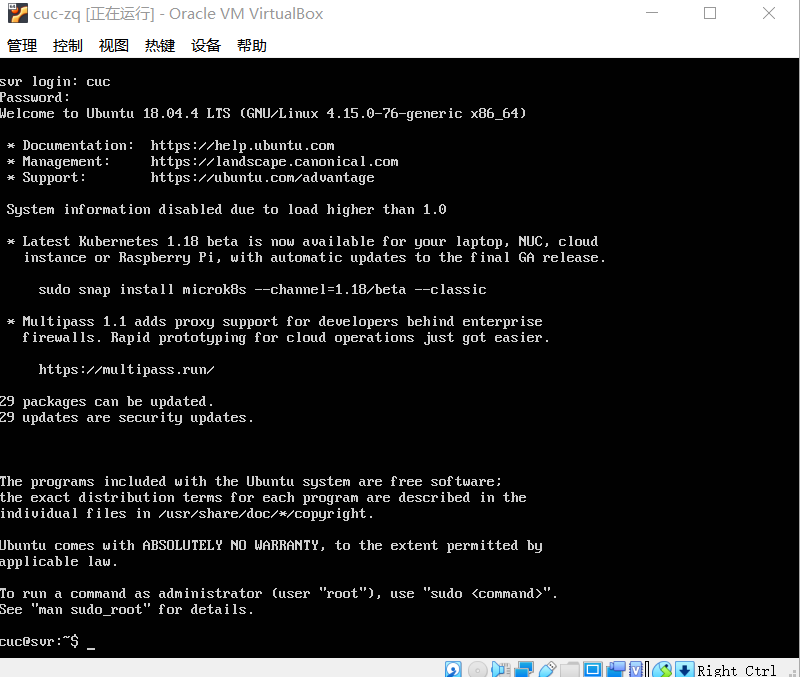 cuc-zq [正在运行] - Oracle VM VirtualBox
管理 控制 视图 热键 设备 帮助
svr login: cuc
Password:
Welcome to Ubuntu 18.04.4 LTS (GNU/Linux 4.15.0-76-generic x86_64)
* Documentation: https://help.ubuntu.com
* Management: https://landscape.canonical.com
* Support: https://ubuntu.com/advantage
System information disabled due to load higher than 1.0
* Latest Kubernetes 1.18 beta is now available for your laptop, NUC, cloud
instance or Raspberry Pi, with automatic updates to the final GA release.
sudo snap install microk8s --channel=1.18/beta --classic
* Multipass 1.1 adds proxy support for developers behind enterprise
firewalls. Rapid prototyping for cloud operations just got easier.
https://multipass.run/
29 packages can be updated.
29 updates are security updates.
The programs included with the Ubuntu system are free software;
the exact distribution terms for each program are described in the
individual files in /usr/share/doc/*/copyright.
Ubuntu comes with ABSOLUTELY NO WARRANTY, to the extent permitted by
applicable law.
To run a command as administrator (user "root"), use "sudo <command>".
See "man sudo_root" for details.
cuc@svr:~$ _
Right Ctrl